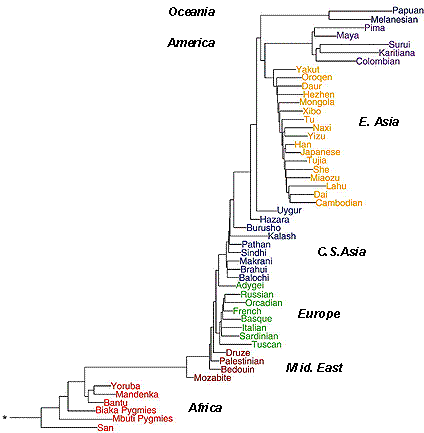 Oceania
Papuan
Melanesian
America
Pima
Maya
Surui
Karitiana
Colombian
Yakut
Oroqen
Daur
Hezhen
Mongola
E. Asia
Xibo
Tu
Naxi
Yizu
Han
Japanese
Tujia
She
Miaozu
Lahu
Dai
Cambodian
Uygur
Hazara
Burusho
Kalash
Pathan
C.S.Asia
Sindhi
Makrani
Brahui
Balochi
Adygei
Russian
Orcadian
French
Europe
Basque
Italian
Sardinian
Tuscan
Druze
Palestinian
Mid. East
Bedouin
Mozabite
Yoruba
Mandenka
Bantu
Africa
Biaka Pygmies
* Mbuti Pygmies
San